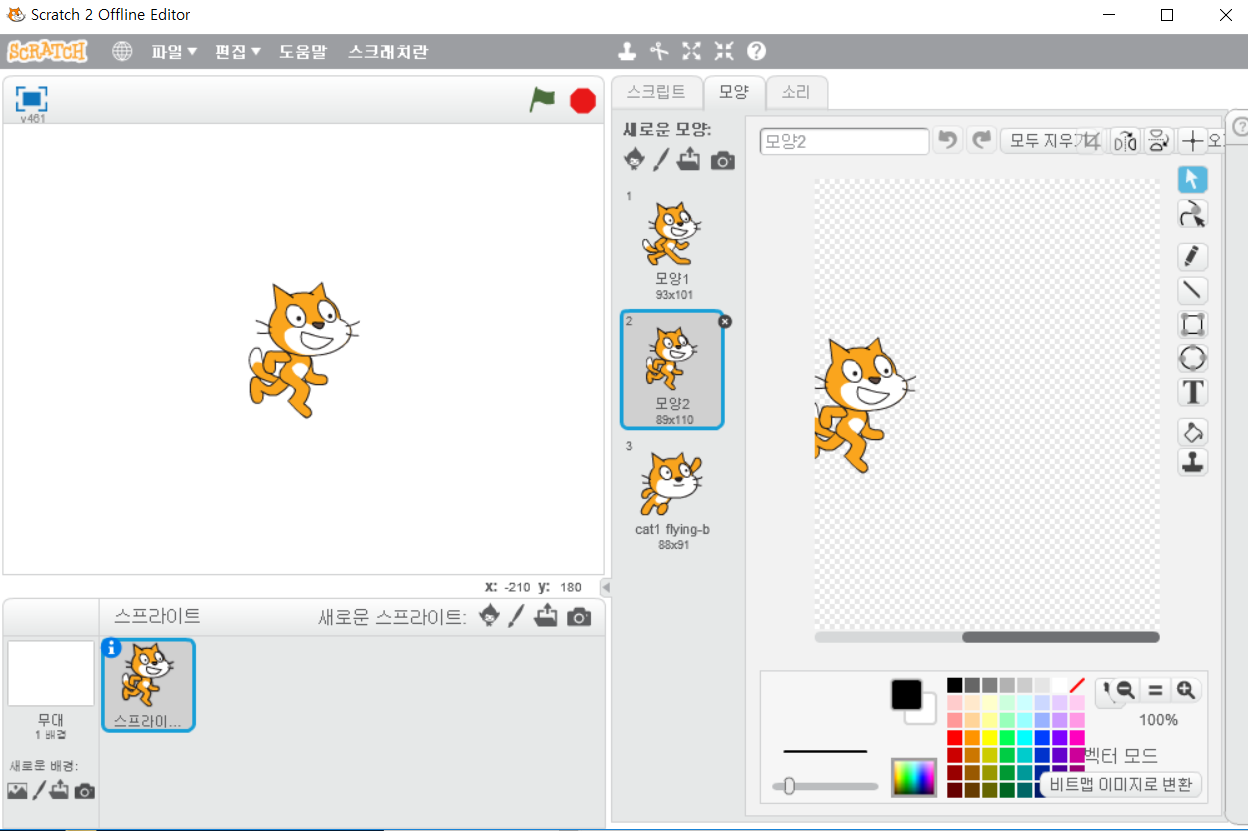 Scratch 2 Offline Editor
SCRATCH 파일 편집 도움말 스크래치란
v461
스크립트 모양 소리
새로운 모양:
모양2
모두 지우기
1
모양1
93x101
2
모양2
89x110
3
cat1 flying-b
88x91
T
x: -210 y: 180
스프라이트 새로운 스프라이트:
스프라이...
무대
1 배경
새로운 배경:
100%
벡터 모드
비트맵 이미지로 변환